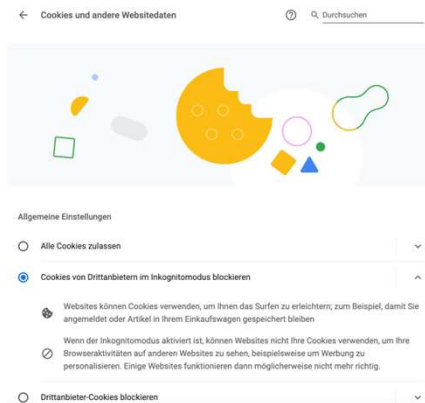 Cookies und andere Websitedaten
Durchsuchen
Allgemeine Einstellungen
Alle Cookies zulassen
Cookies von Drittanbietern im Inkognitomodus blockieren
Websites können Cookies verwenden, um Ihnen das Surfen zu erleichtern; zum Beispiel, damit Sie
angemeldet oder Artikel in Ihrem Einkaufswagen gespeichert bleiben
Wenn der Inkognitomodus aktiviert ist, können Websites nicht Ihre Cookies verwenden, um Ihre
Browseraktivitäten auf anderen Websites zu sehen, beispielsweise um Werbung zu
personalisieren. Einige Websites funktionieren dann möglicherweise nicht mehr richtig.
Drittanbieter-Cookies blockieren